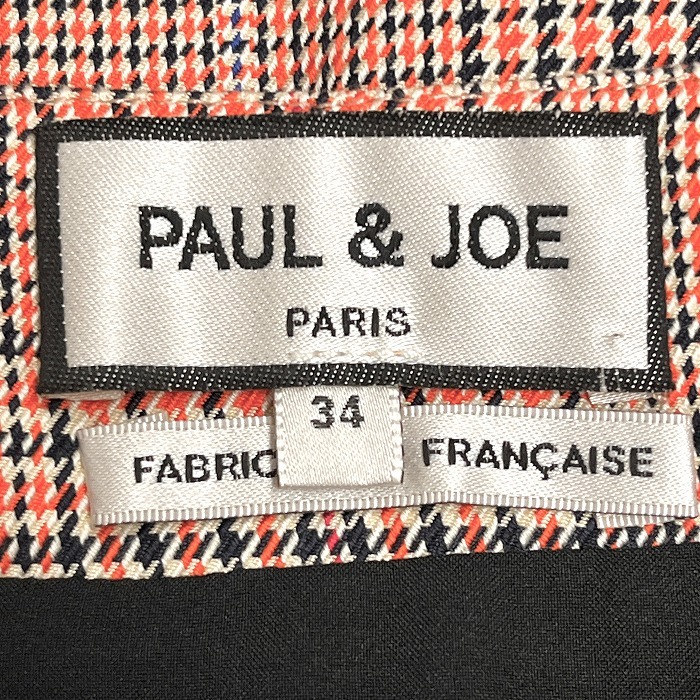 PAUL & JOE
PARIS
34
FABRIC FRANÇAISE